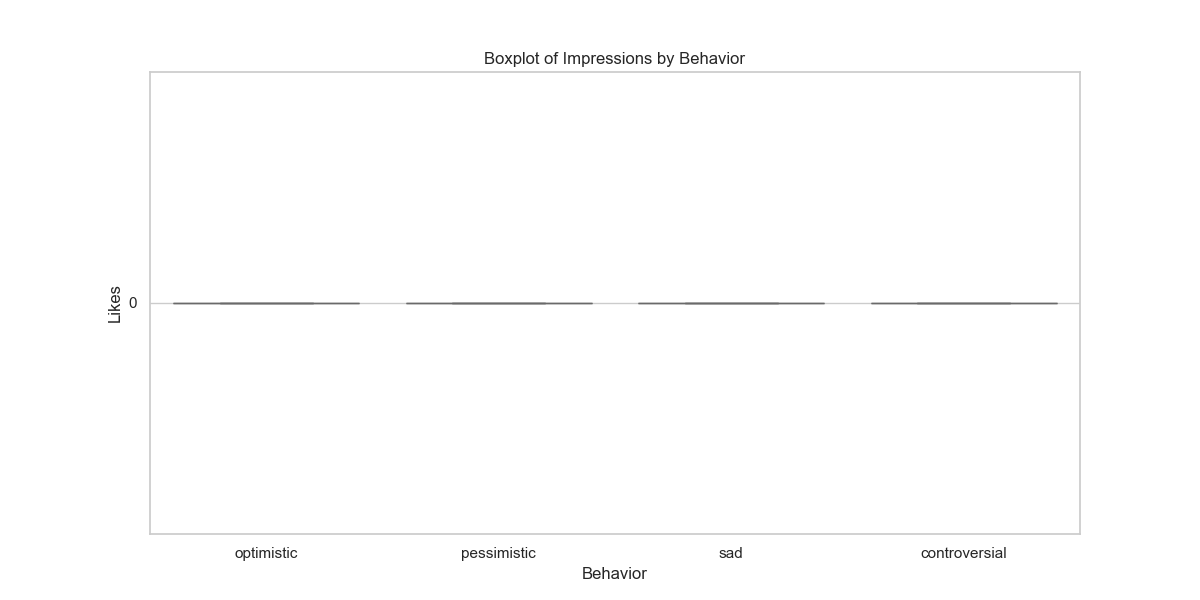 Boxplot of Impressions by Behavior
Likes
0
optimistic
pessimistic
sad
controversial
Behavior